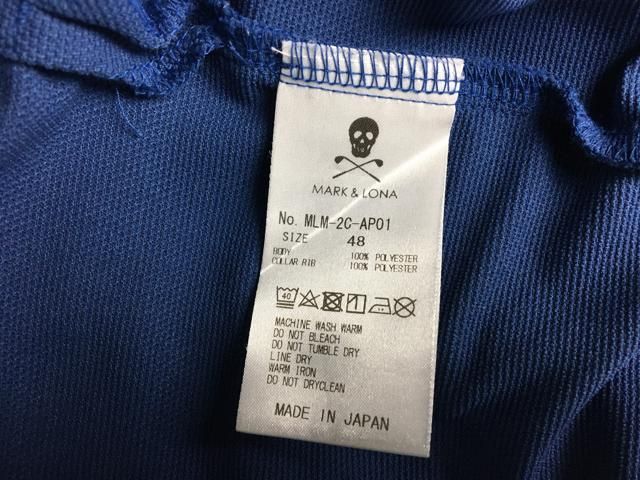 MARK & LONA
No. MLM-2C-AP01
SIZE 48
BODY 100% POLYESTER
COLLAR RIB 100% POLYESTER
40
MACHINE WASH WARM
DO NOT BLEACH
DO NOT TUMBLE DRY
LINE DRY
WARM IRON
DO NOT DRYCLEAN
MADE IN JAPAN